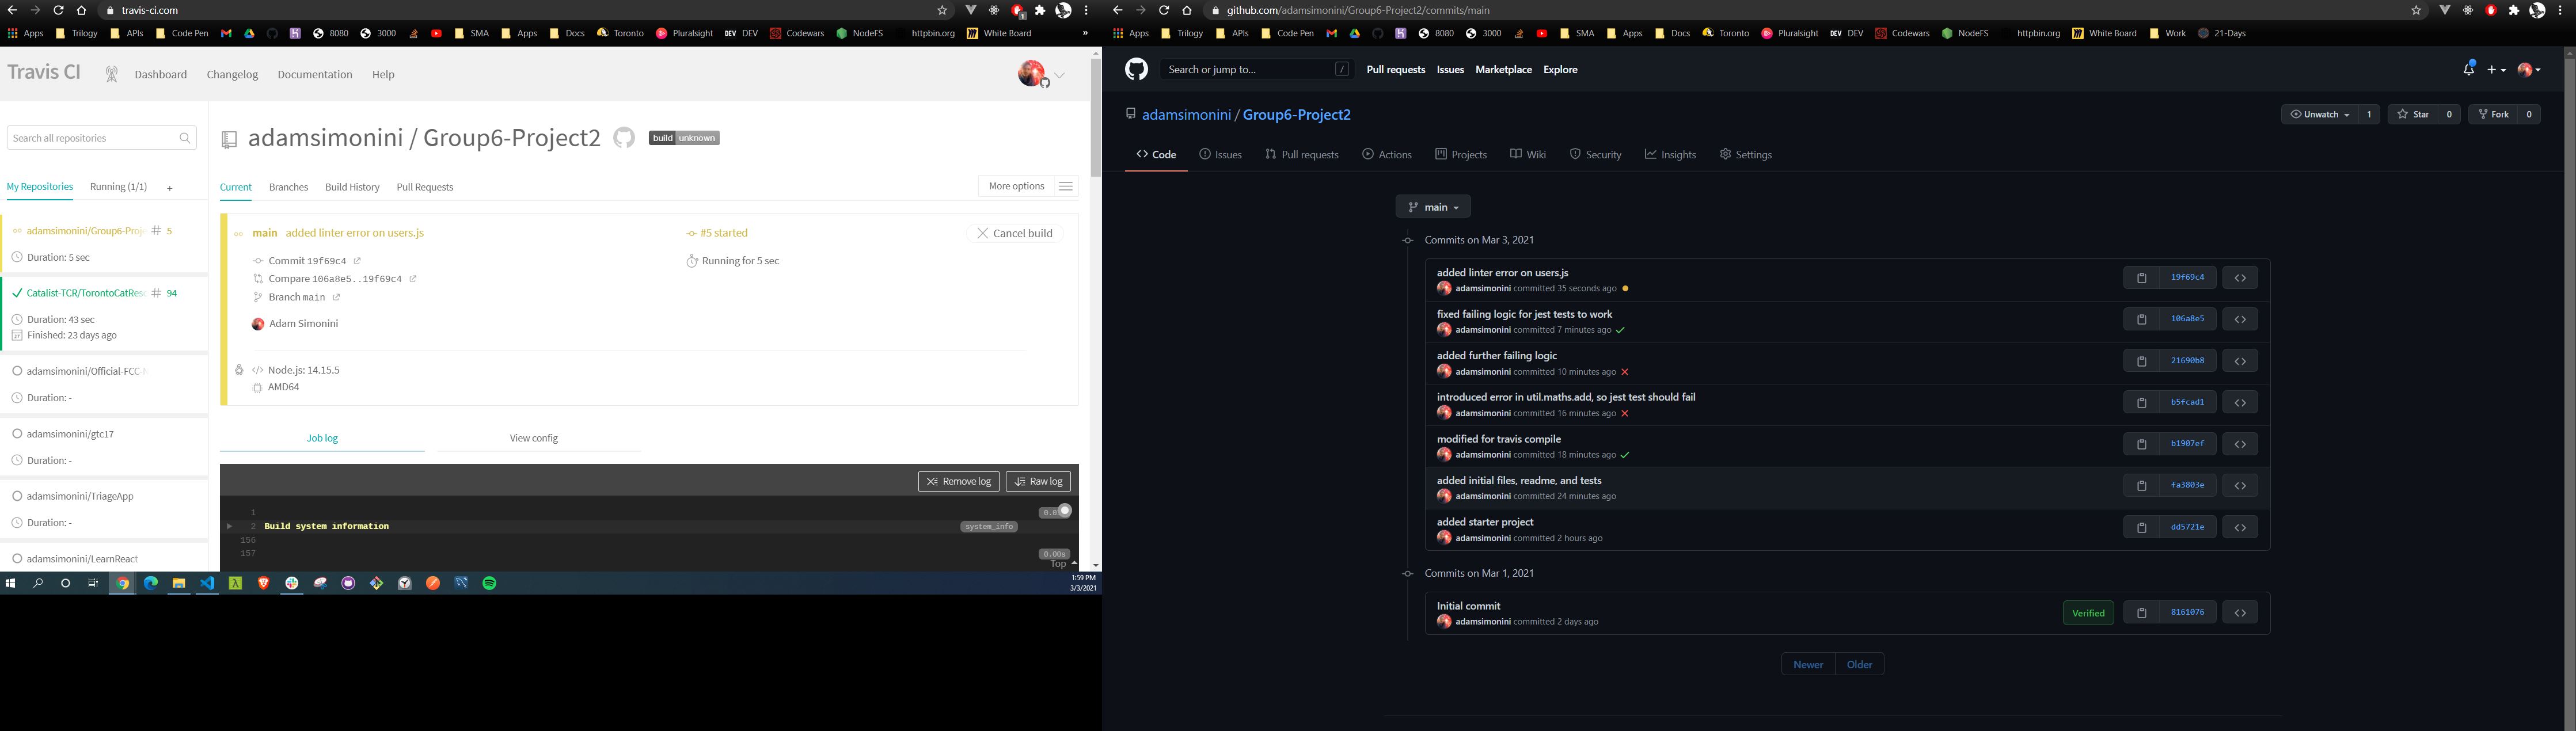 travis-ci.com
Apps Trilogy APIs Code Pen 8080 3000 SMA Apps Docs Toronto Pluralsight DEV DEV Codewars NodeFS httpbin.org White Board »
Travis CI Dashboard Changelog Documentation Help
Search all repositories
My Repositories Running (1/1) +
adamsimonini/Group6-Proj # 5
Duration: 5 sec
Catalist-TCR/TorontoCatResc # 94
Duration: 43 sec
Finished: 23 days ago
adamsimonini/Official-FCC-
Duration: -
adamsimonini/gtc17
Duration: -
adamsimonini/TriageApp
Duration: -
adamsimonini/LearnReact
adamsimonini / Group6-Project2 build unknown
Current Branches Build History Pull Requests More options
main added linter error on users.js #5 started Cancel build
Commit 19f69c4 Running for 5 sec
Compare 106a8e5..19f69c4
Branch main
Adam Simonini
Node.js: 14.15.5
AMD64
Job log View config
Remove log Raw log
1
2 Build system information system_info
156
157 0.00s
Top
1:59 PM
3/3/2021
github.com/adamsimonini/Group6-Project2/commits/main
Apps Trilogy APIs Code Pen 8080 3000 SMA Apps Docs Toronto Pluralsight DEV DEV Codewars NodeFS httpbin.org White Board Work 21-Days
Search or jump to... / Pull requests Issues Marketplace Explore
adamsimonini / Group6-Project2 Unwatch 1 Star 0 Fork 0
Code Issues Pull requests Actions Projects Wiki Security Insights Settings
main
Commits on Mar 3, 2021
added linter error on users.js 19f69c4
adamsimonini committed 35 seconds ago
fixed failing logic for jest tests to work 106a8e5
adamsimonini committed 7 minutes ago
added further failing logic 21690b8
adamsimonini committed 10 minutes ago
introduced error in util.maths.add, so jest test should fail b5fcad1
adamsimonini committed 16 minutes ago
modified for travis compile b1907ef
adamsimonini committed 18 minutes ago
added initial files, readme, and tests fa3803e
adamsimonini committed 24 minutes ago
added starter project dd5721e
adamsimonini committed 2 hours ago
Commits on Mar 1, 2021
Initial commit Verified 8161076
adamsimonini committed 2 days ago
Newer Older